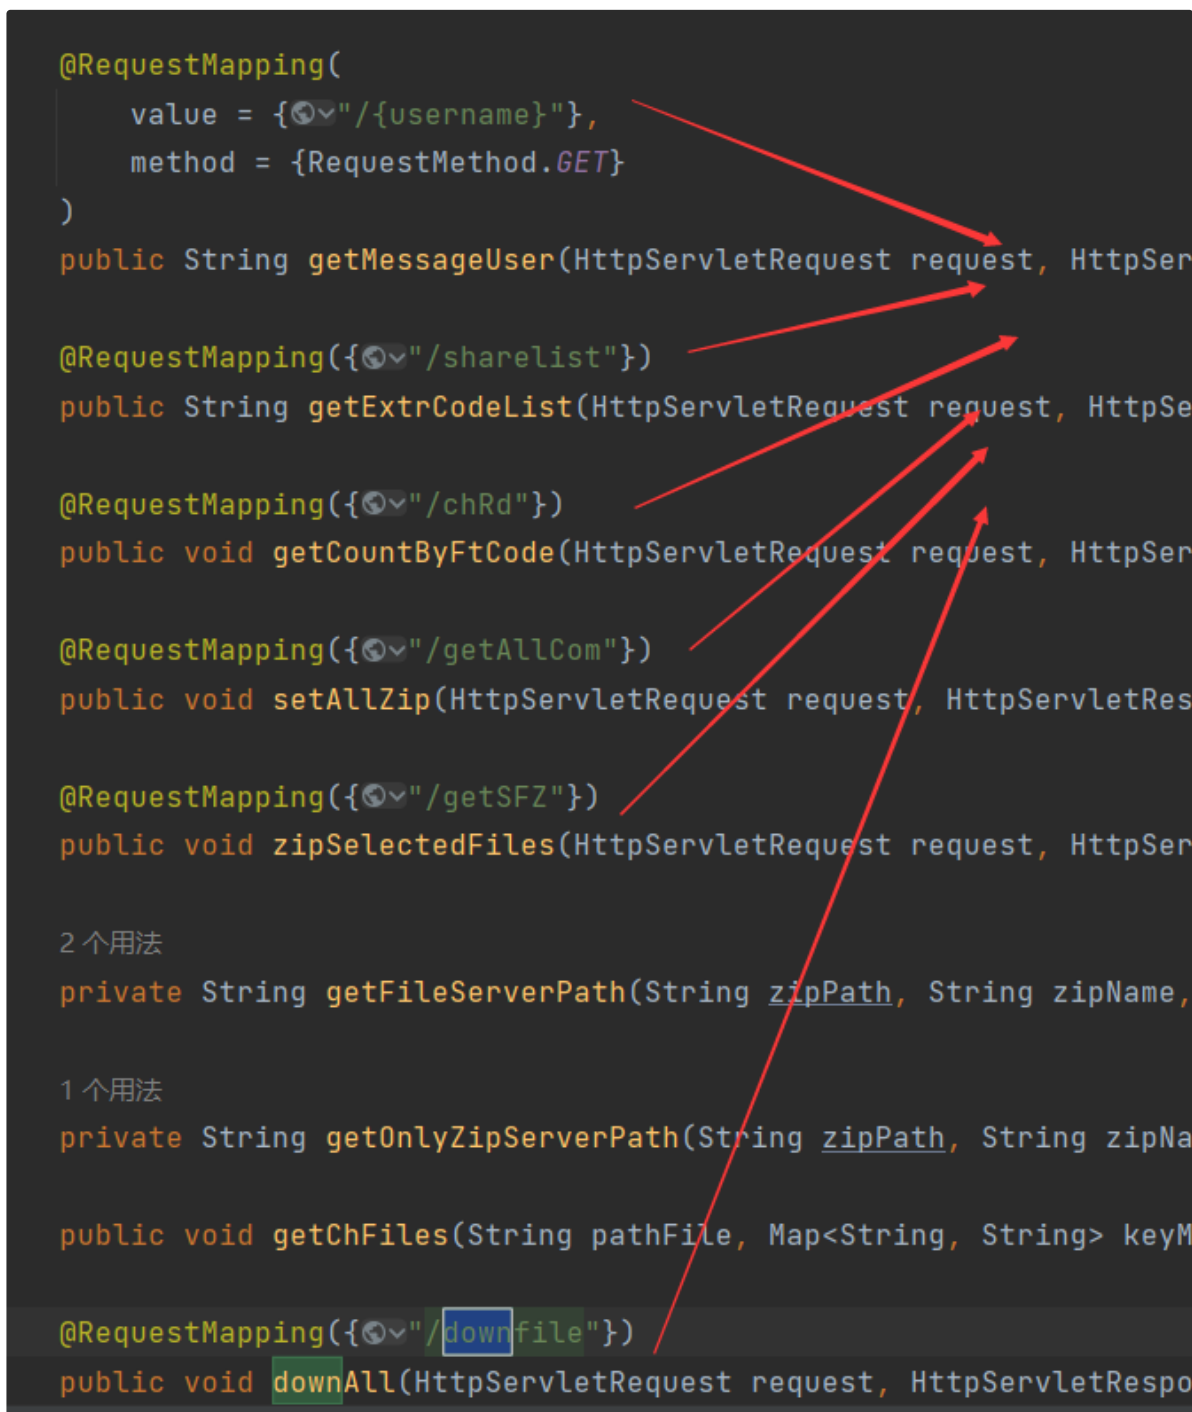 @RequestMapping(
value = {"/{username}"},
method = {RequestMethod.GET}
)
public String getMessageUser(HttpServletRequest request, HttpSer
@RequestMapping({"/sharelist"})
public String getExtrCodeList(HttpServletRequest request, HttpSe
@RequestMapping({"/chRd"})
public void getCountByFtCode(HttpServletRequest request, HttpSer
@RequestMapping({"/getAllCom"})
public void setAllZip(HttpServletRequest request, HttpServletRes
@RequestMapping({"/getSFZ"})
public void zipSelectedFiles(HttpServletRequest request, HttpSer
2 个用法
private String getFileServerPath(String zipPath, String zipName,
1 个用法
private String getOnlyZipServerPath(String zipPath, String zipNa
public void getChFiles(String pathFile, Map<String, String> keyM
@RequestMapping({"/downfile"})
public void downAll(HttpServletRequest request, HttpServletRespo